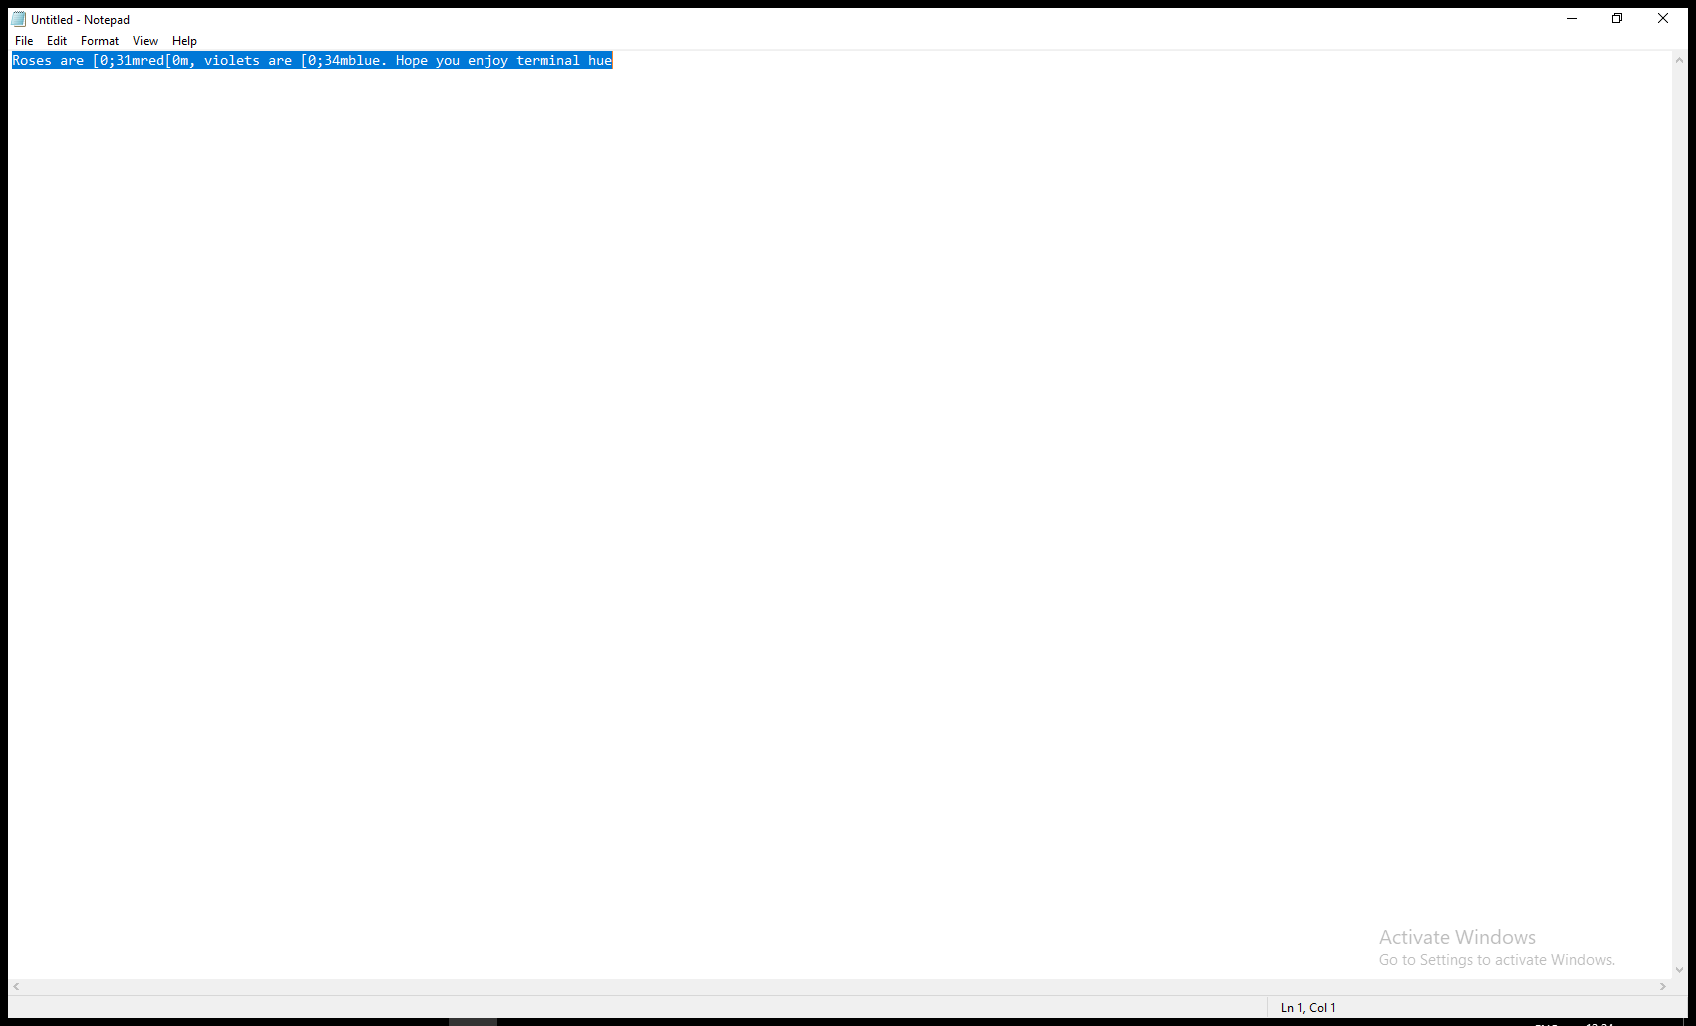 Untitled - Notepad
File Edit Format View Help
Roses are [0;31mred[0m, violets are [0;34mblue. Hope you enjoy terminal hue
Activate Windows
Go to Settings to activate Windows.
Ln 1, Col 1